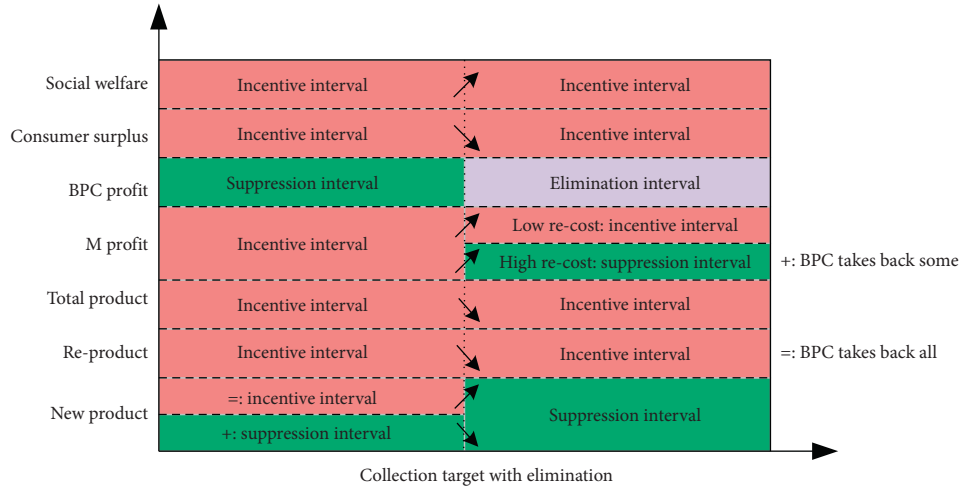 Social welfare
Incentive interval
Incentive interval
Consumer surplus
Incentive interval
Incentive interval
BPC profit
Suppression interval
Elimination interval
M profit
Incentive interval
Low re-cost: incentive interval
High re-cost: suppression interval
+: BPC takes back some
Total product
Incentive interval
Incentive interval
Re-product
Incentive interval
Incentive interval
=: BPC takes back all
New product
=: incentive interval
+: suppression interval
Suppression interval
Collection target with elimination